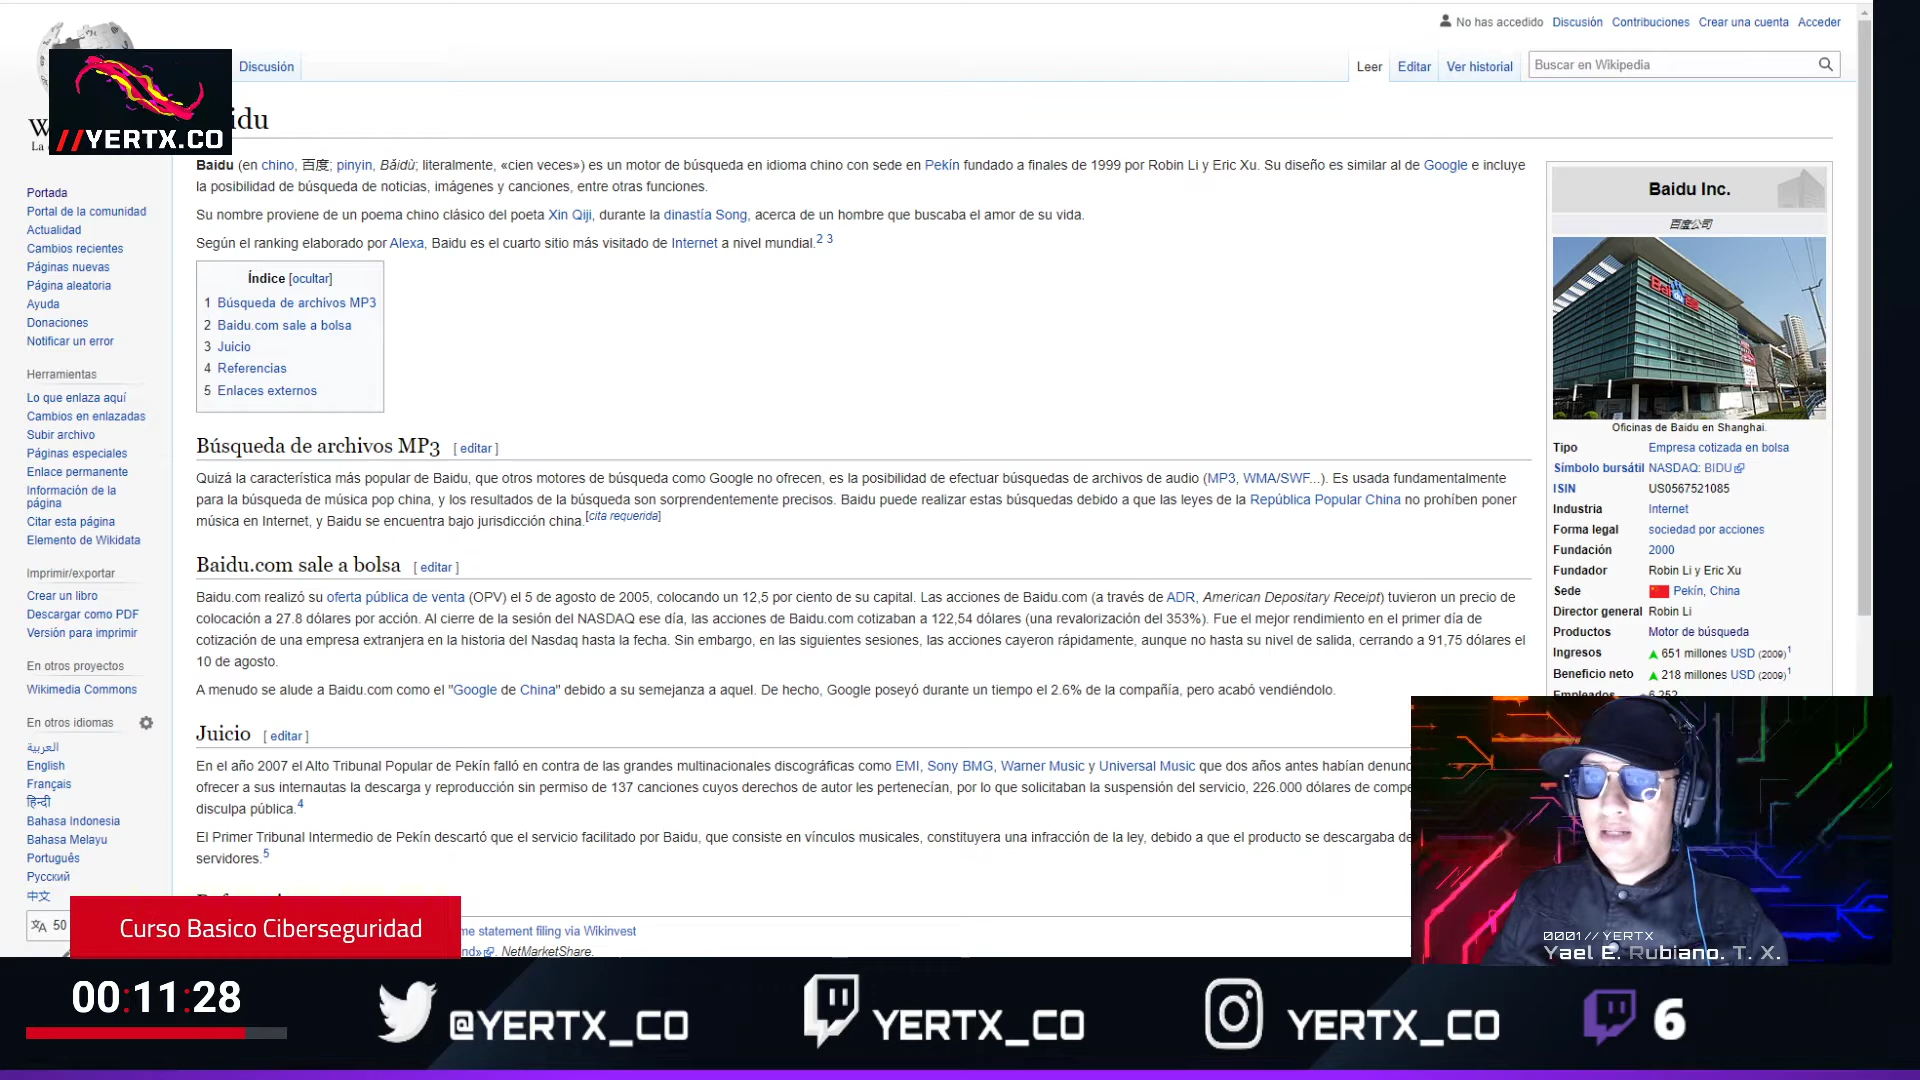 No has accedido Discusión Contribuciones Crear una cuenta Acceder
Discusión
Leer Editar Ver historial Buscar en Wikipedia
//YERTX.CO
W
La
idu
Portada
Portal de la comunidad
Actualidad
Cambios recientes
Páginas nuevas
Página aleatoria
Ayuda
Donaciones
Notificar un error
Herramientas
Lo que enlaza aquí
Cambios en enlazadas
Subir archivo
Páginas especiales
Enlace permanente
Información de la
página
Citar esta página
Elemento de Wikidata
Imprimir/exportar
Crear un libro
Descargar como PDF
Versión para imprimir
En otros proyectos
Wikimedia Commons
En otros idiomas
العربية
English
Français
हिन्दी
Bahasa Indonesia
Bahasa Melayu
Português
Русский
中文
50
Baidu (en chino, 百度; pinyin, Bǎidù; literalmente, «cien veces») es un motor de búsqueda en idioma chino con sede en Pekín fundado a finales de 1999 por Robin Li y Eric Xu. Su diseño es similar al de Google e incluye
la posibilidad de búsqueda de noticias, imágenes y canciones, entre otras funciones.
Su nombre proviene de un poema chino clásico del poeta Xin Qiji, durante la dinastía Song, acerca de un hombre que buscaba el amor de su vida.
Según el ranking elaborado por Alexa, Baidu es el cuarto sitio más visitado de Internet a nivel mundial.2 3
Índice [ocultar]
1 Búsqueda de archivos MP3
2 Baidu.com sale a bolsa
3 Juicio
4 Referencias
5 Enlaces externos
Búsqueda de archivos MP3 [ editar ]
Quizá la característica más popular de Baidu, que otros motores de búsqueda como Google no ofrecen, es la posibilidad de efectuar búsquedas de archivos de audio (MP3, WMA/SWF...). Es usada fundamentalmente
para la búsqueda de música pop china, y los resultados de la búsqueda son sorprendentemente precisos. Baidu puede realizar estas búsquedas debido a que las leyes de la República Popular China no prohíben poner
música en Internet, y Baidu se encuentra bajo jurisdicción china.[cita requerida]
Baidu.com sale a bolsa [ editar ]
Baidu.com realizó su oferta pública de venta (OPV) el 5 de agosto de 2005, colocando un 12,5 por ciento de su capital. Las acciones de Baidu.com (a través de ADR, American Depositary Receipt) tuvieron un precio de
colocación a 27.8 dólares por acción. Al cierre de la sesión del NASDAQ ese día, las acciones de Baidu.com cotizaban a 122,54 dólares (una revalorización del 353%). Fue el mejor rendimiento en el primer día de
cotización de una empresa extranjera en la historia del Nasdaq hasta la fecha. Sin embargo, en las siguientes sesiones, las acciones cayeron rápidamente, aunque no hasta su nivel de salida, cerrando a 91,75 dólares el
10 de agosto.
A menudo se alude a Baidu.com como el "Google de China" debido a su semejanza a aquel. De hecho, Google poseyó durante un tiempo el 2.6% de la compañía, pero acabó vendiéndolo.
Juicio [ editar ]
En el año 2007 el Alto Tribunal Popular de Pekín falló en contra de las grandes multinacionales discográficas como EMI, Sony BMG, Warner Music y Universal Music que dos años antes habían denunc
ofrecer a sus internautas la descarga y reproducción sin permiso de 137 canciones cuyos derechos de autor les pertenecían, por lo que solicitaban la suspensión del servicio, 226.000 dólares de compe
disculpa pública.4
El Primer Tribunal Intermedio de Pekín descartó que el servicio facilitado por Baidu, que consiste en vínculos musicales, constituyera una infracción de la ley, debido a que el producto se descargaba de
servidores.5
me statement filing via Wikinvest
nd» NetMarketShare.
Baidu Inc.
百度公司
Bai du
Oficinas de Baidu en Shanghai.
Tipo Empresa cotizada en bolsa
Símbolo bursátil NASDAQ: BIDU
ISIN US0567521085
Industria Internet
Forma legal sociedad por acciones
Fundación 2000
Fundador Robin Li y Eric Xu
Sede Pekín, China
Director general Robin Li
Productos Motor de búsqueda
Ingresos 651 millones USD (2009)1
Beneficio neto 218 millones USD (2009)1
Empleados 6.252
0001 // YERTX
Yael E. Rubiano. T. X.
Curso Basico Ciberseguridad
00:11:28
@YERTX_CO
YERTX_CO
YERTX_CO
6